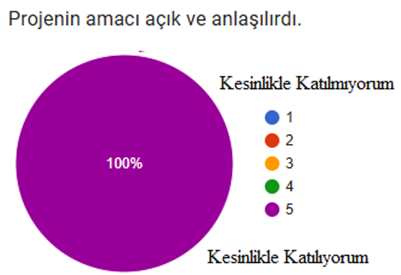 Projenin amacı açık ve anlaşılırdı.
Kesinlikle Katılmıyorum
1
2
3
4
5
100%
Kesinlikle Katılıyorum